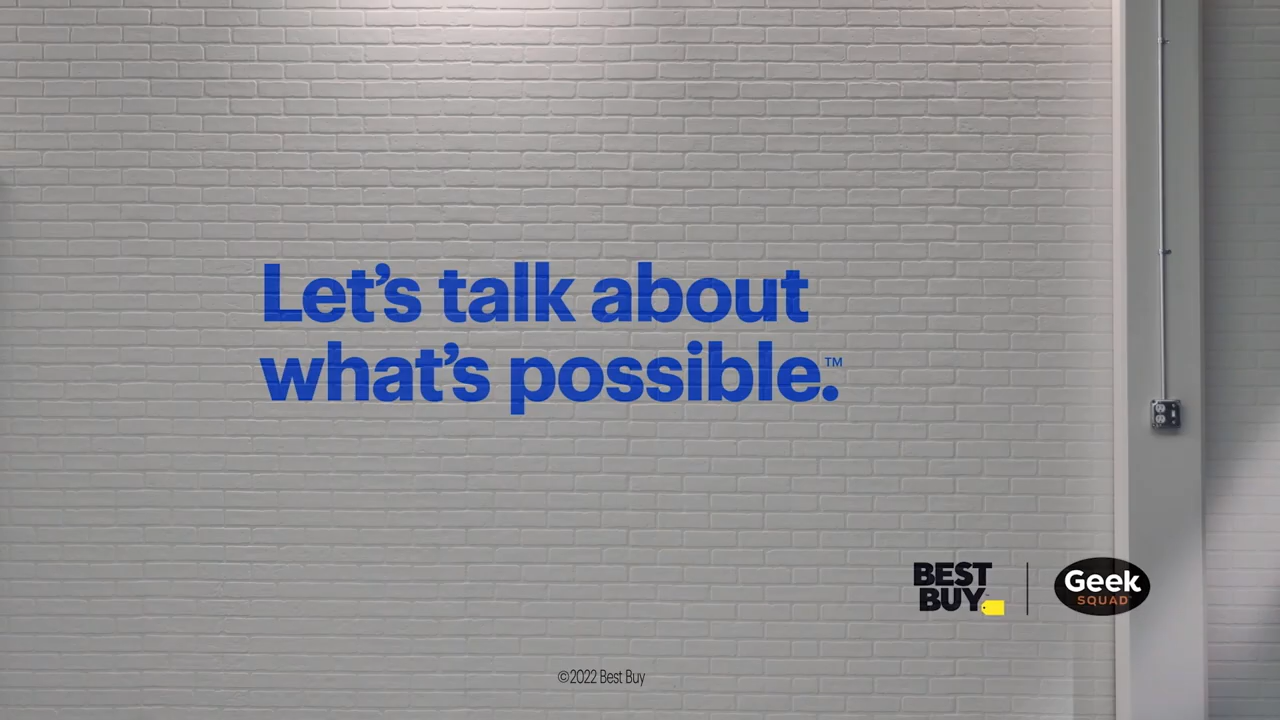 Let's talk about
what's possible.™
BEST
BUY
Geek
SQUAD
©2022 Best Buy